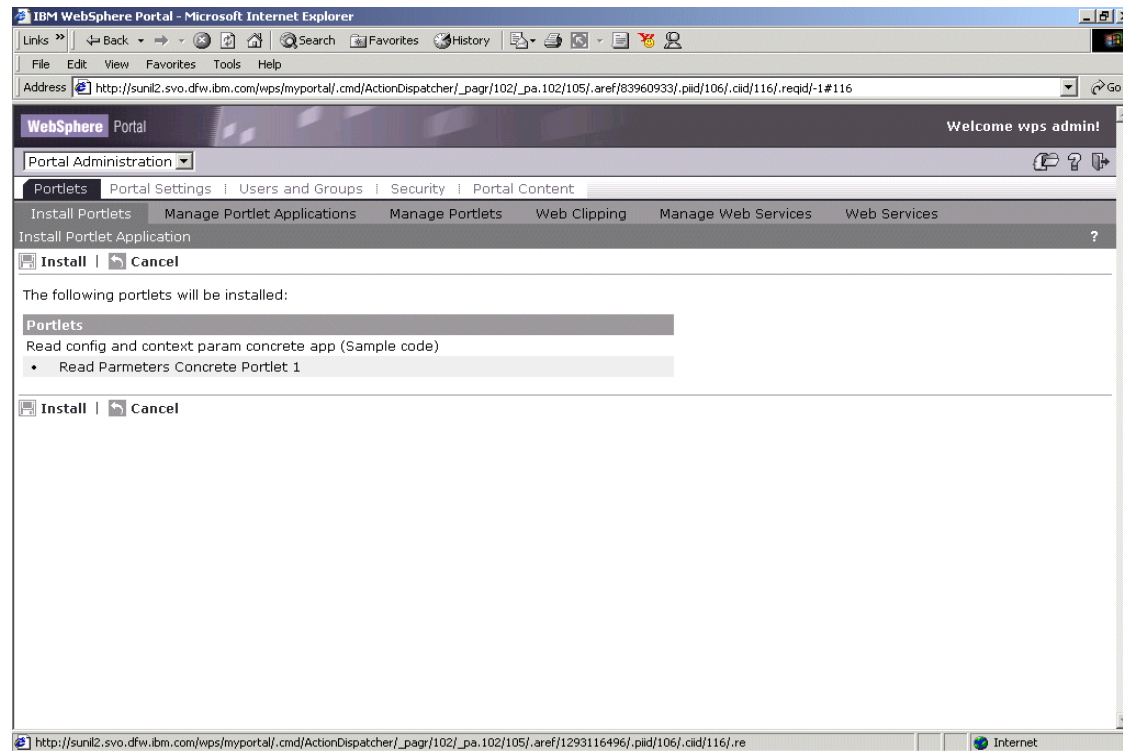 IBM WebSphere Portal - Microsoft Internet Explorer
Links » Back Search Favorites History
File Edit View Favorites Tools Help
Address http://sunil2.svo.dfw.ibm.com/wps/myportal/.cmd/ActionDispatcher/_pagr/102/_pa.102/105/.aref/83960933/.piid/106/.ciid/116/.reqid/-1#116 Go
WebSphere Portal Welcome wps admin!
Portal Administration
Portlets Portal Settings | Users and Groups | Security | Portal Content
Install Portlets Manage Portlet Applications Manage Portlets Web Clipping Manage Web Services Web Services
Install Portlet Application ?
Install | Cancel
The following portlets will be installed:
Portlets
Read config and context param concrete app (Sample code)
• Read Parmeters Concrete Portlet 1
Install | Cancel
http://sunil2.svo.dfw.ibm.com/wps/myportal/.cmd/ActionDispatcher/_pagr/102/_pa.102/105/.aref/1293116496/.piid/106/.ciid/116/.re Internet